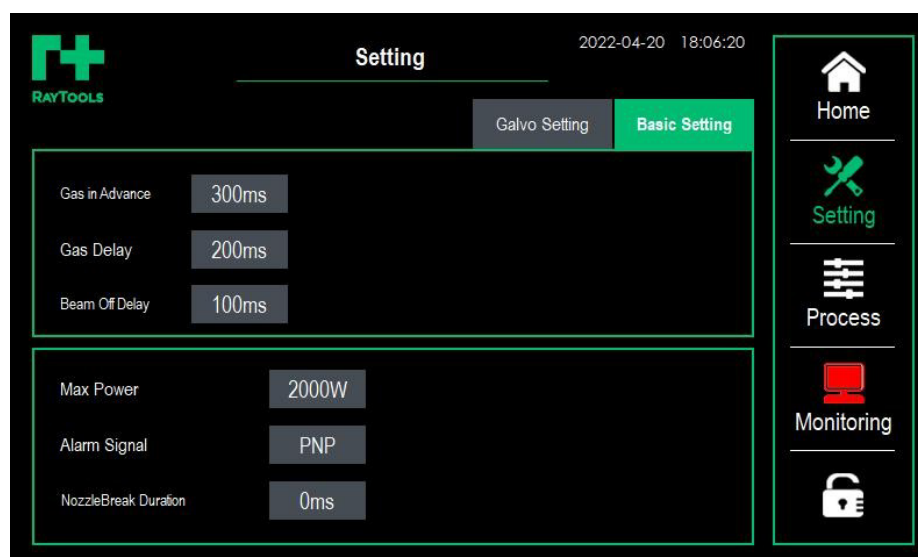 RAYTOOLS
Setting
2022-04-20 18:06:20
Galvo Setting
Basic Setting
Gas in Advance 300ms
Gas Delay 200ms
Beam Off Delay 100ms
Max Power 2000W
Alarm Signal PNP
NozzleBreak Duration 0ms
Home
Setting
Process
Monitoring